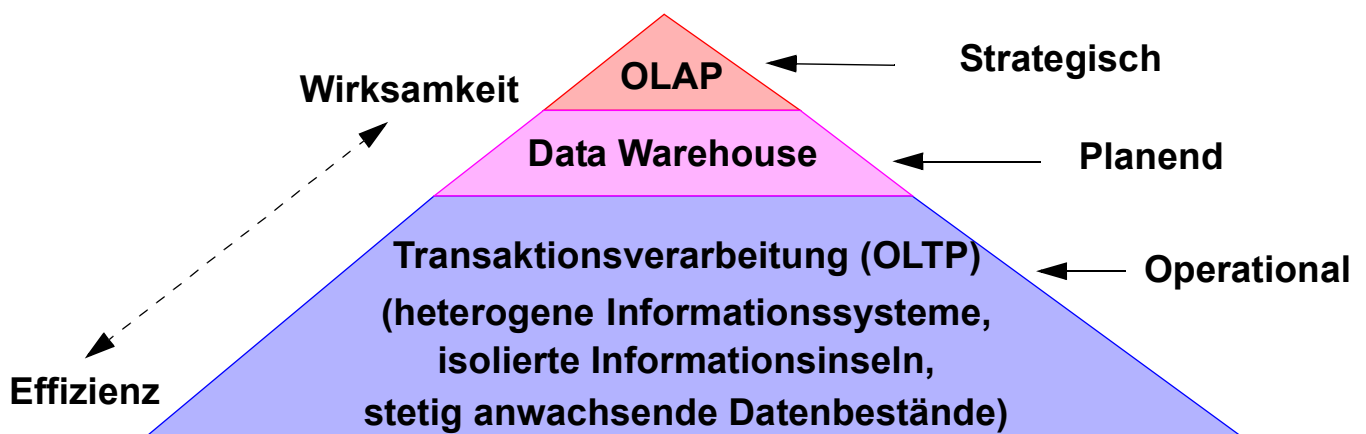 OLAP
Strategisch
Wirksamkeit
Data Warehouse
Planend
Transaktionsverarbeitung (OLTP)
Operational
(heterogene Informationssysteme,
isolierte Informationsinseln,
Effizienz
stetig anwachsende Datenbestände)